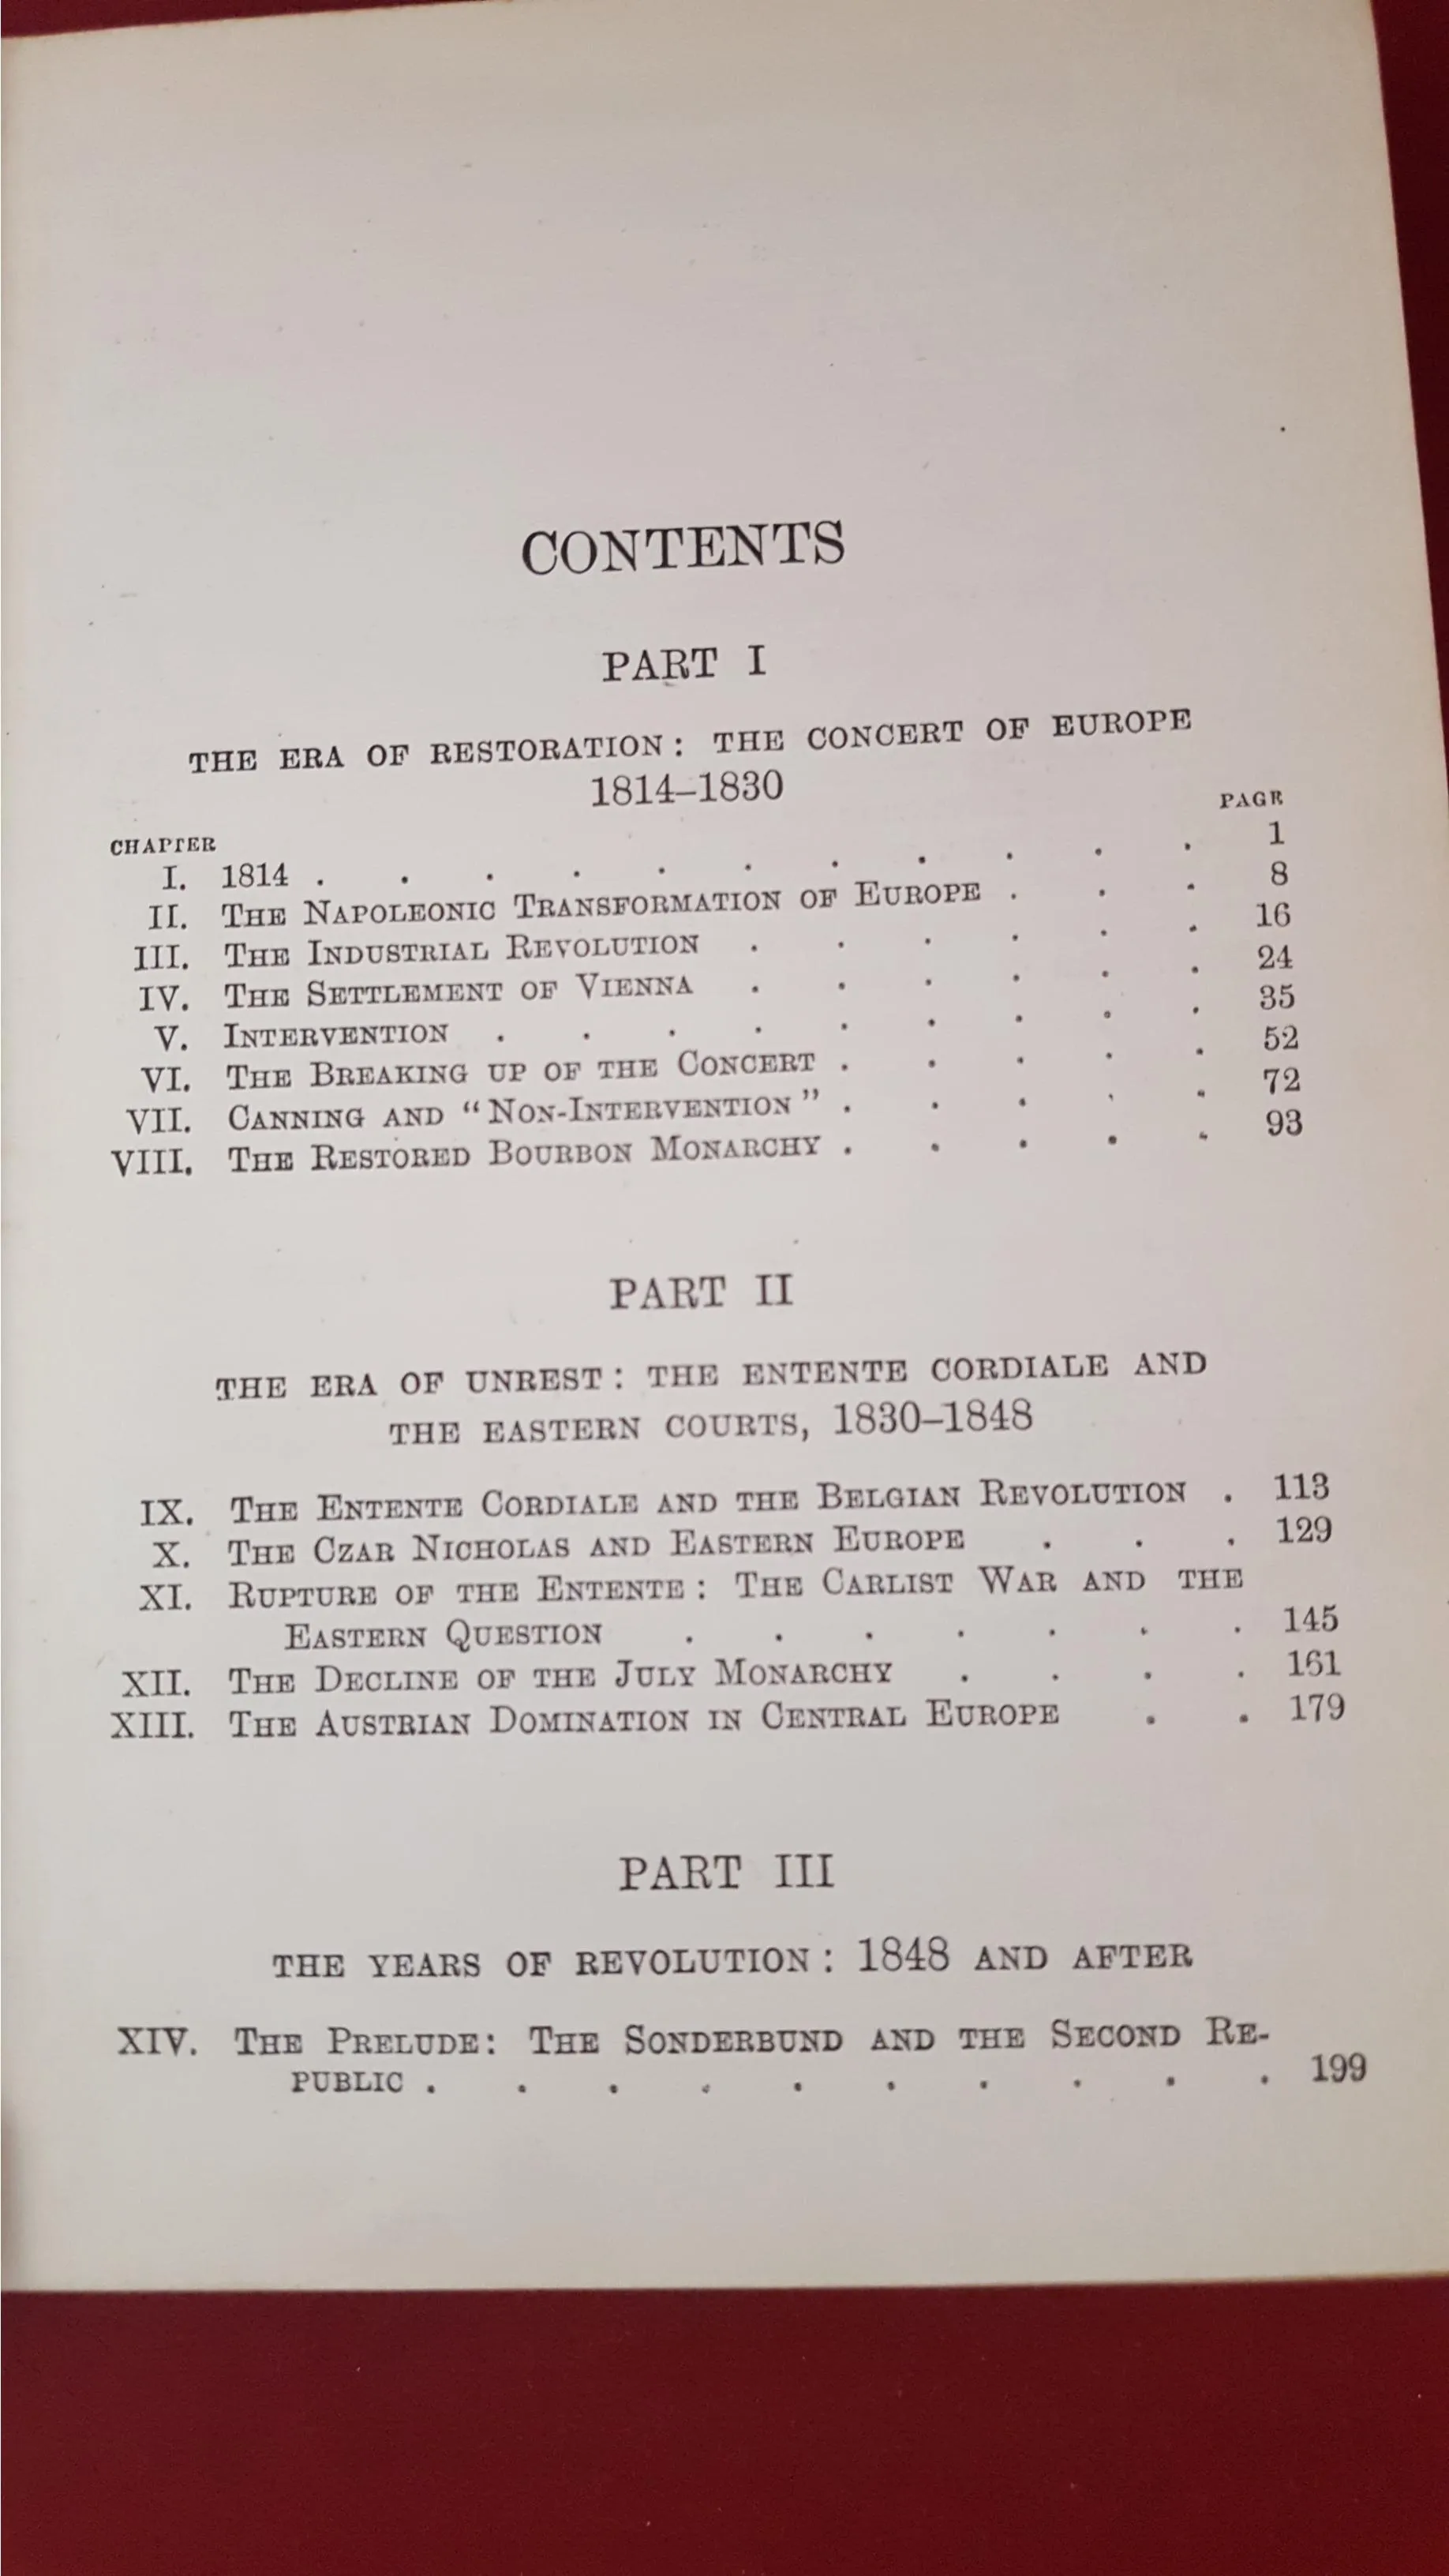 CONTENTS
PART I
THE ERA OF RESTORATION: THE CONCERT OF EUROPE
1814–1830
CHAPTER PAGE
I. 1814 . . . . . . . . . . . 1
II. THE NAPOLEONIC TRANSFORMATION OF EUROPE . . . 8
III. THE INDUSTRIAL REVOLUTION . . . . . . 16
IV. THE SETTLEMENT OF VIENNA . . . . . . 24
V. INTERVENTION . . . . . . . . . 35
VI. THE BREAKING UP OF THE CONCERT . . . . . 52
VII. CANNING AND "NON-INTERVENTION" . . . . . 72
VIII. THE RESTORED BOURBON MONARCHY . . . . . 93
PART II
THE ERA OF UNREST: THE ENTENTE CORDIALE AND
THE EASTERN COURTS, 1830–1848
IX. THE ENTENTE CORDIALE AND THE BELGIAN REVOLUTION . 113
X. THE CZAR NICHOLAS AND EASTERN EUROPE . . . 129
XI. RUPTURE OF THE ENTENTE: THE CARLIST WAR AND THE
EASTERN QUESTION . . . . . . . 145
XII. THE DECLINE OF THE JULY MONARCHY . . . . 161
XIII. THE AUSTRIAN DOMINATION IN CENTRAL EUROPE . . 179
PART III
THE YEARS OF REVOLUTION: 1848 AND AFTER
XIV. THE PRELUDE: THE SONDERBUND AND THE SECOND RE-
PUBLIC . . . . . . . . . . 199